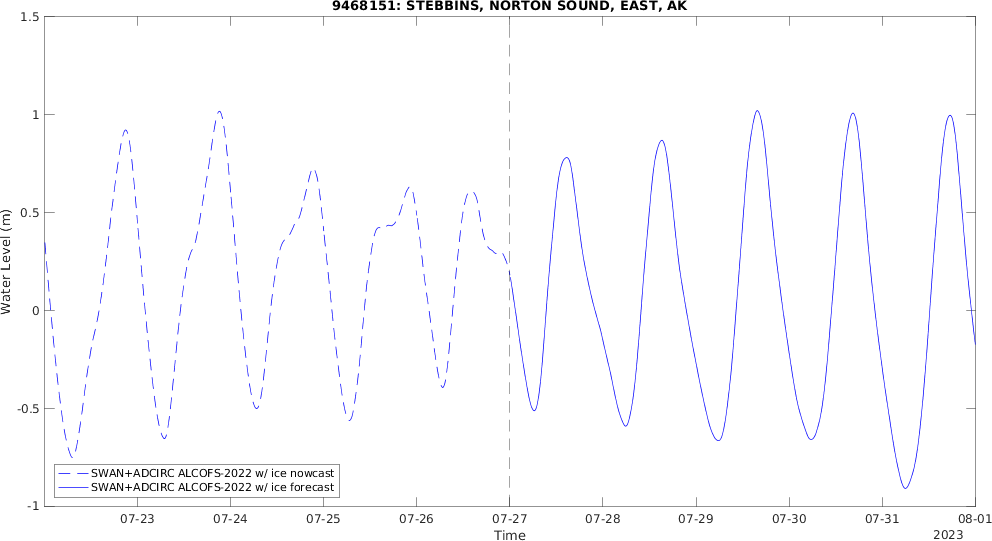 9468151: STEBBINS, NORTON SOUND, EAST, AK
Water Level (m)
1.5
1
0.5
0
-0.5
-1
SWAN+ADCIRC ALCOFS-2022 w/ ice nowcast
SWAN+ADCIRC ALCOFS-2022 w/ ice forecast
07-23 07-24 07-25 07-26 07-27 07-28 07-29 07-30 07-31 08-01
Time
2023